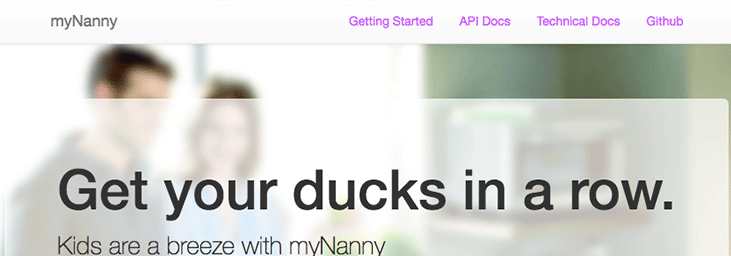 myNanny Getting Started API Docs Technical Docs Github
Get your ducks in a row.
Kids are a breeze with myNanny